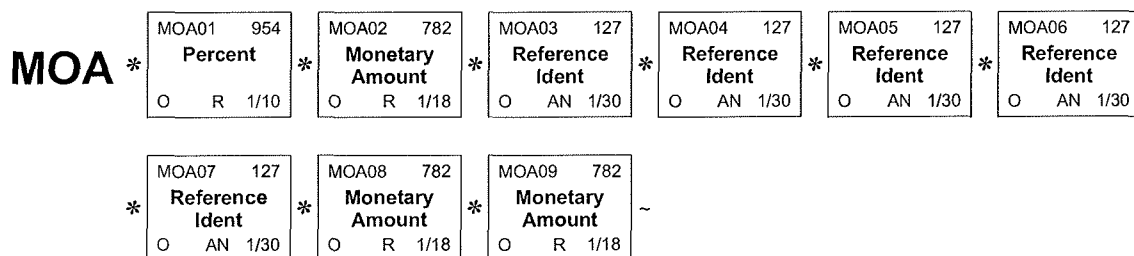 MOA01 954 MOA02 782 MOA03 127 MOA04 127 MOA05 127 MOA06 127
MOA * Percent * Monetary Amount * Reference Ident * Reference Ident * Reference Ident * Reference Ident
O R 1/10 O R 1/18 O AN 1/30 O AN 1/30 O AN 1/30 O AN 1/30
MOA07 127 MOA08 782 MOA09 782
* Reference Ident * Monetary Amount * Monetary Amount ~
O AN 1/30 O R 1/18 O R 1/18